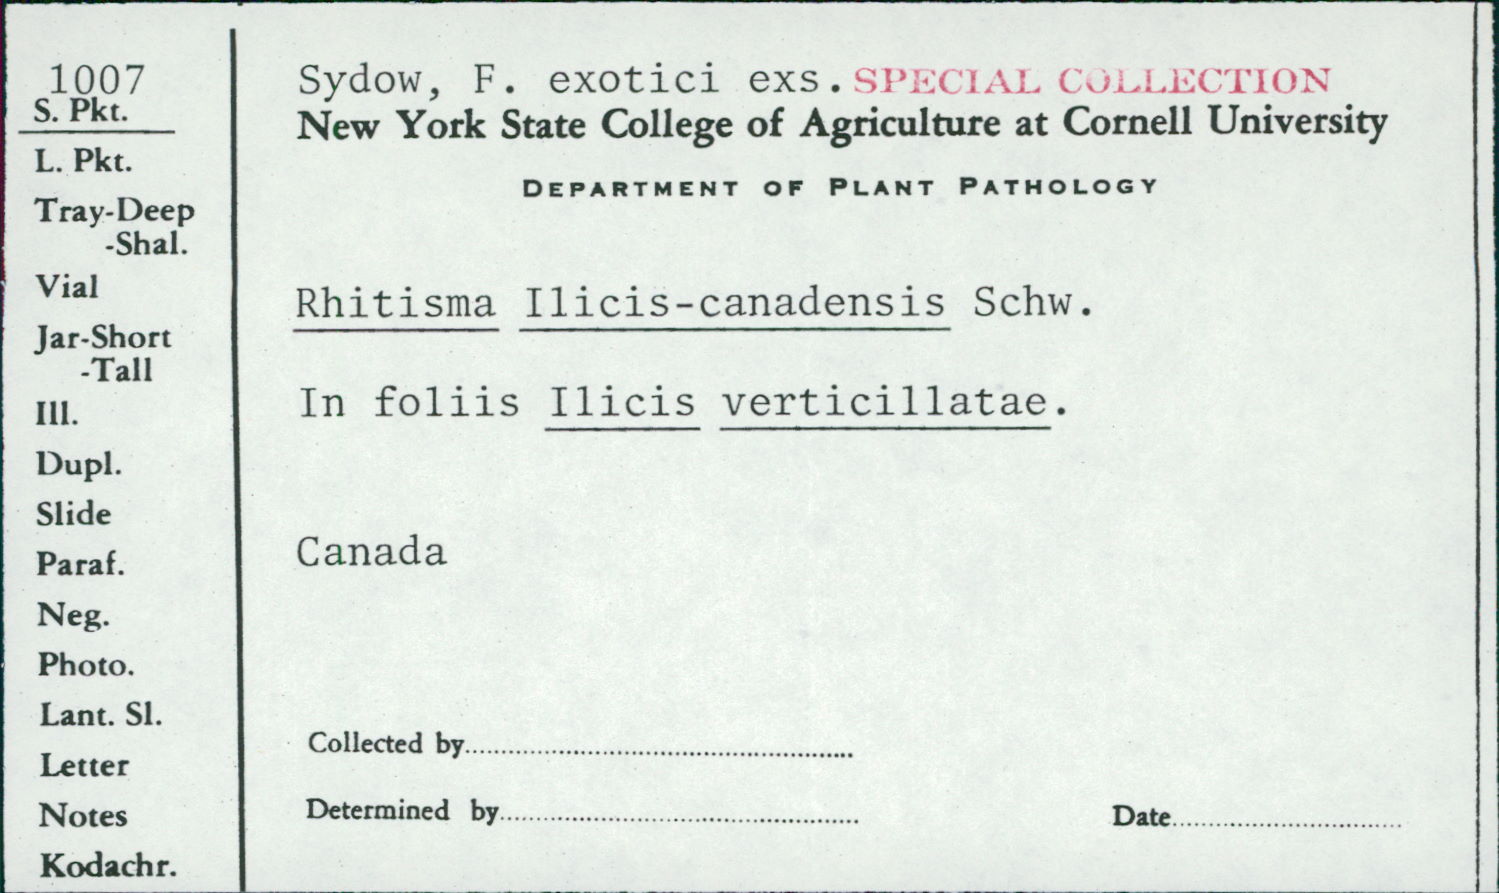 1007
S. Pkt.
L. Pkt.
Tray-Deep
-Shal.
Vial
Jar-Short
-Tall
Ill.
Dupl.
Slide
Paraf.
Neg.
Photo.
Lant. Sl.
Letter
Notes
Kodachr.
Sydow, F. exotici exs. SPECIAL COLLECTION
New York State College of Agriculture at Cornell University
DEPARTMENT OF PLANT PATHOLOGY
Rhitisma Ilicis-canadensis Schw.
In foliis Ilicis verticillatae.
Canada
Collected by
Determined by
Date